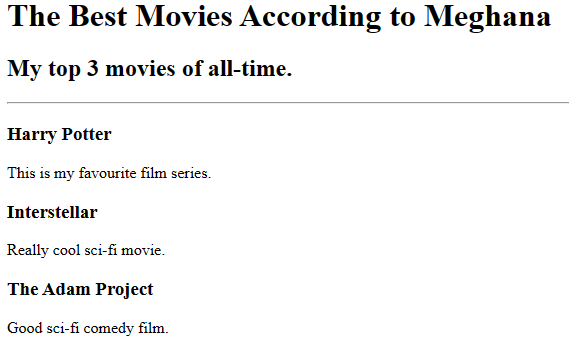 The Best Movies According to Meghana
My top 3 movies of all-time.
Harry Potter
This is my favourite film series.
Interstellar
Really cool sci-fi movie.
The Adam Project
Good sci-fi comedy film.